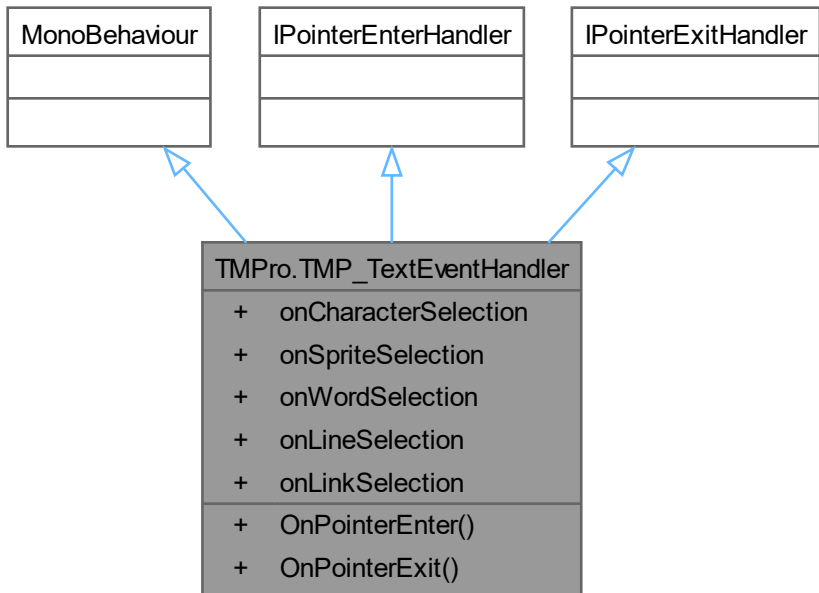 MonoBehaviour
IPointerEnterHandler
IPointerExitHandler
TMPro.TMP_TextEventHandler
+ onCharacterSelection
+ onSpriteSelection
+ onWordSelection
+ onLineSelection
+ onLinkSelection
+ OnPointerEnter()
+ OnPointerExit()